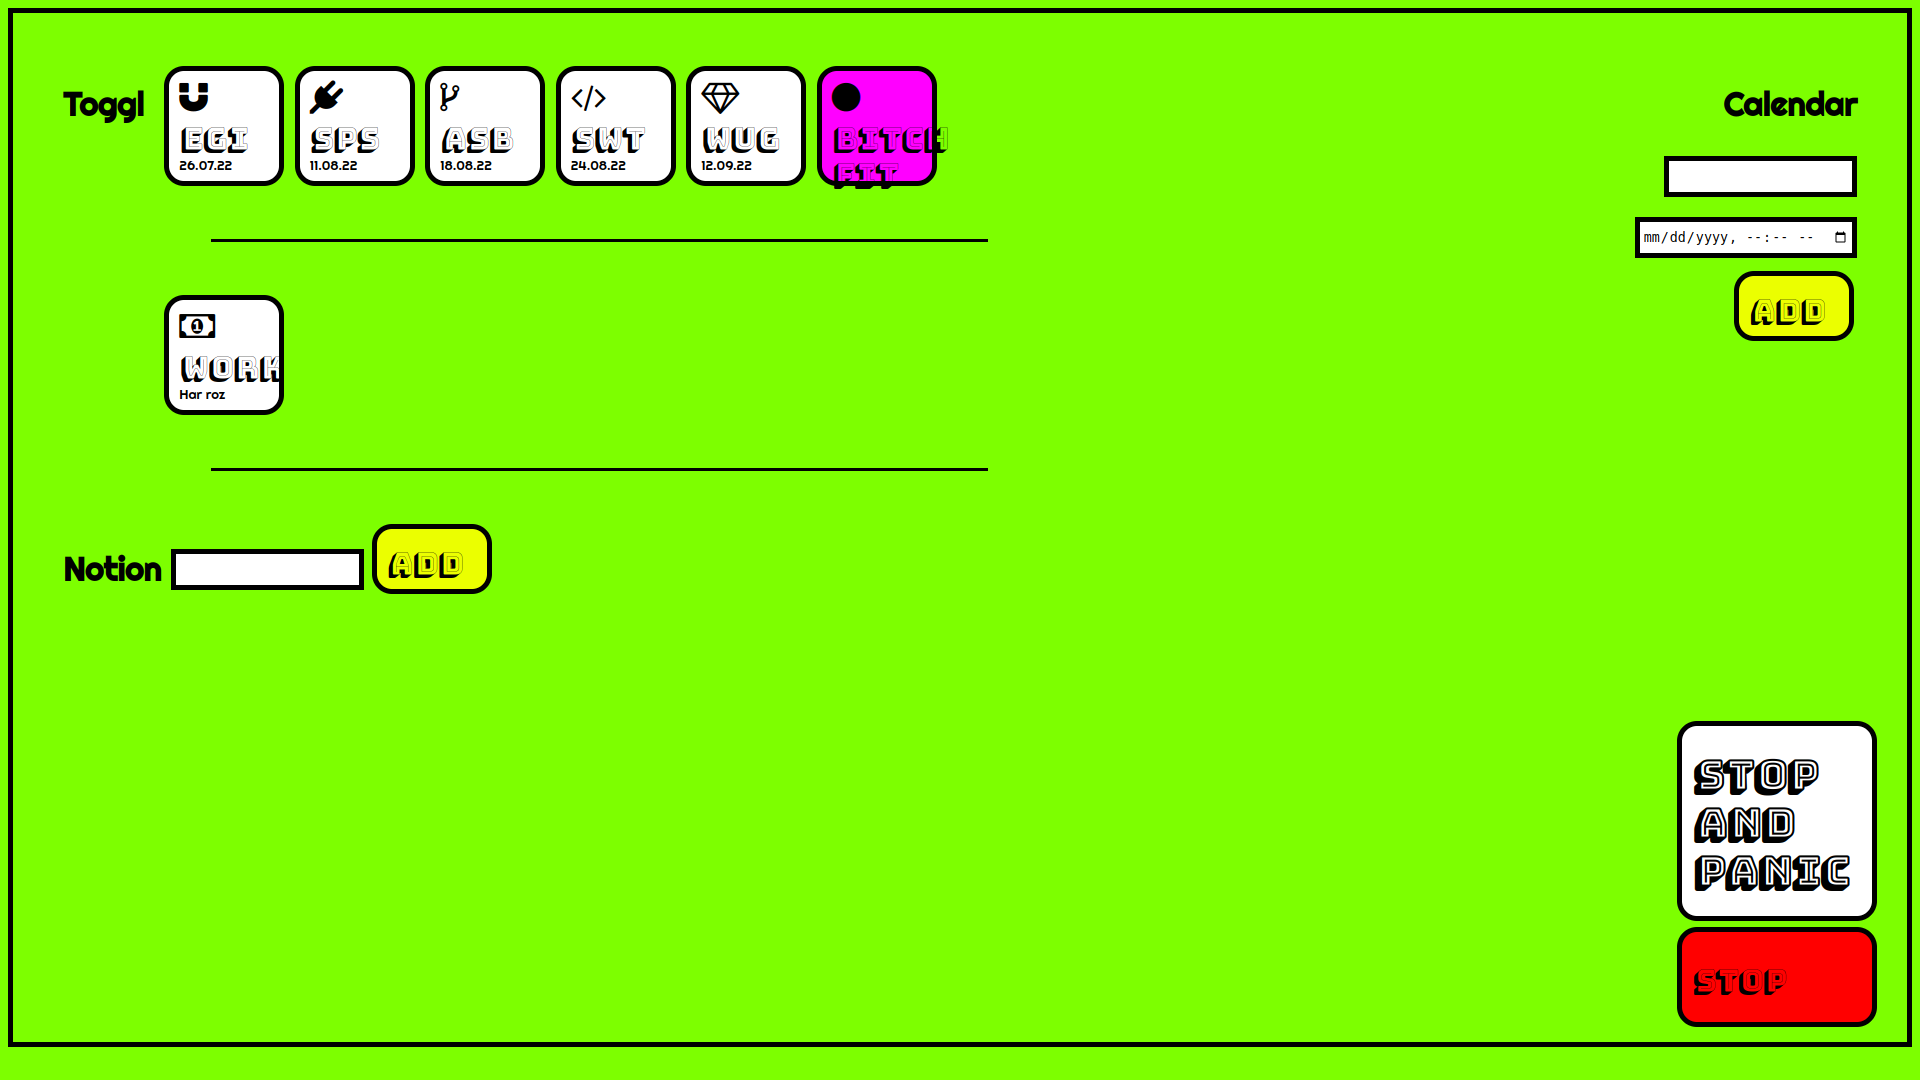 Toggl
EGI
26.07.22
SPS
11.08.22
ASB
18.08.22
SWT
24.08.22
WUG
12.09.22
BITCH
FIT
Calendar
mm/dd/yyyy, --:-- --
ADD
1
WORK
Har roz
Notion
ADD
STOP
AND
PANIC
STOP